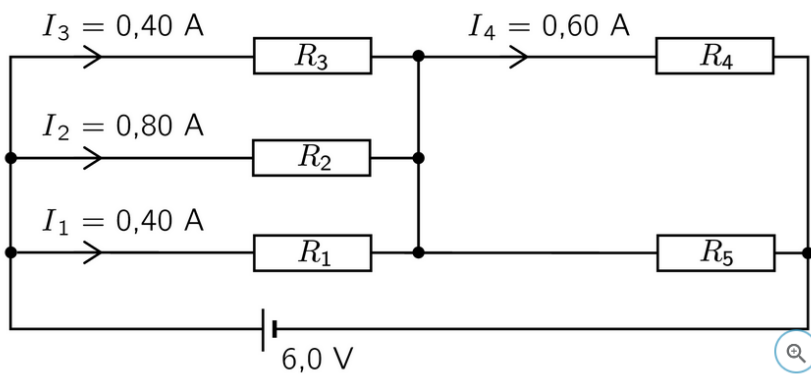 I₃ = 0,40 A
R₃
I₄ = 0,60 A
R₄
I₂ = 0,80 A
R₂
I₁ = 0,40 A
R₁
R₅
6,0 V